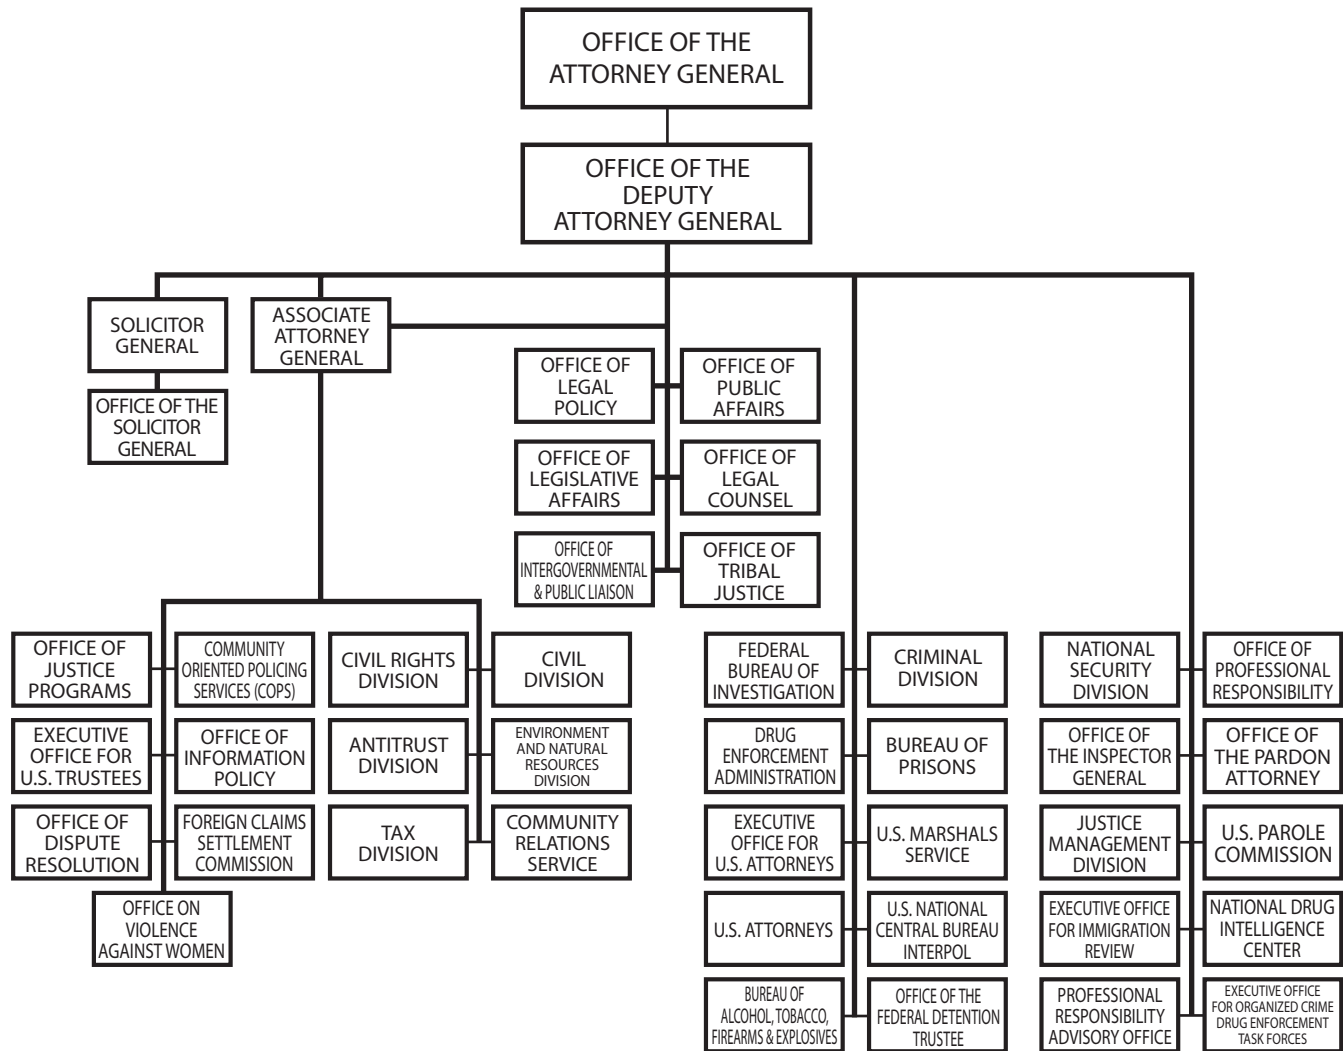 OFFICE OF THE
ATTORNEY GENERAL
OFFICE OF THE
DEPUTY
ATTORNEY GENERAL
SOLICITOR
GENERAL
ASSOCIATE
ATTORNEY
GENERAL
OFFICE OF THE
SOLICITOR
GENERAL
OFFICE OF
LEGAL
POLICY
OFFICE OF
PUBLIC
AFFAIRS
OFFICE OF
LEGISLATIVE
AFFAIRS
OFFICE OF
LEGAL
COUNSEL
OFFICE OF
INTERGOVERNMENTAL
& PUBLIC LIAISON
OFFICE OF
TRIBAL
JUSTICE
OFFICE OF
JUSTICE
PROGRAMS
COMMUNITY
ORIENTED POLICING
SERVICES (COPS)
CIVIL RIGHTS
DIVISION
CIVIL
DIVISION
FEDERAL
BUREAU OF
INVESTIGATION
CRIMINAL
DIVISION
NATIONAL
SECURITY
DIVISION
OFFICE OF
PROFESSIONAL
RESPONSIBILITY
EXECUTIVE
OFFICE FOR
U.S. TRUSTEES
OFFICE OF
INFORMATION
POLICY
ANTITRUST
DIVISION
ENVIRONMENT
AND NATURAL
RESOURCES
DIVISION
DRUG
ENFORCEMENT
ADMINISTRATION
BUREAU OF
PRISONS
OFFICE OF
THE INSPECTOR
GENERAL
OFFICE OF
THE PARDON
ATTORNEY
OFFICE OF
DISPUTE
RESOLUTION
FOREIGN CLAIMS
SETTLEMENT
COMMISSION
TAX
DIVISION
COMMUNITY
RELATIONS
SERVICE
EXECUTIVE
OFFICE FOR
U.S. ATTORNEYS
U.S. MARSHALS
SERVICE
JUSTICE
MANAGEMENT
DIVISION
U.S. PAROLE
COMMISSION
OFFICE ON
VIOLENCE
AGAINST WOMEN
U.S. ATTORNEYS
U.S. NATIONAL
CENTRAL BUREAU
INTERPOL
EXECUTIVE OFFICE
FOR IMMIGRATION
REVIEW
NATIONAL DRUG
INTELLIGENCE
CENTER
BUREAU OF
ALCOHOL, TOBACCO,
FIREARMS & EXPLOSIVES
OFFICE OF THE
FEDERAL DETENTION
TRUSTEE
PROFESSIONAL
RESPONSIBILITY
ADVISORY OFFICE
EXECUTIVE OFFICE
FOR ORGANIZED CRIME
DRUG ENFORCEMENT
TASK FORCES